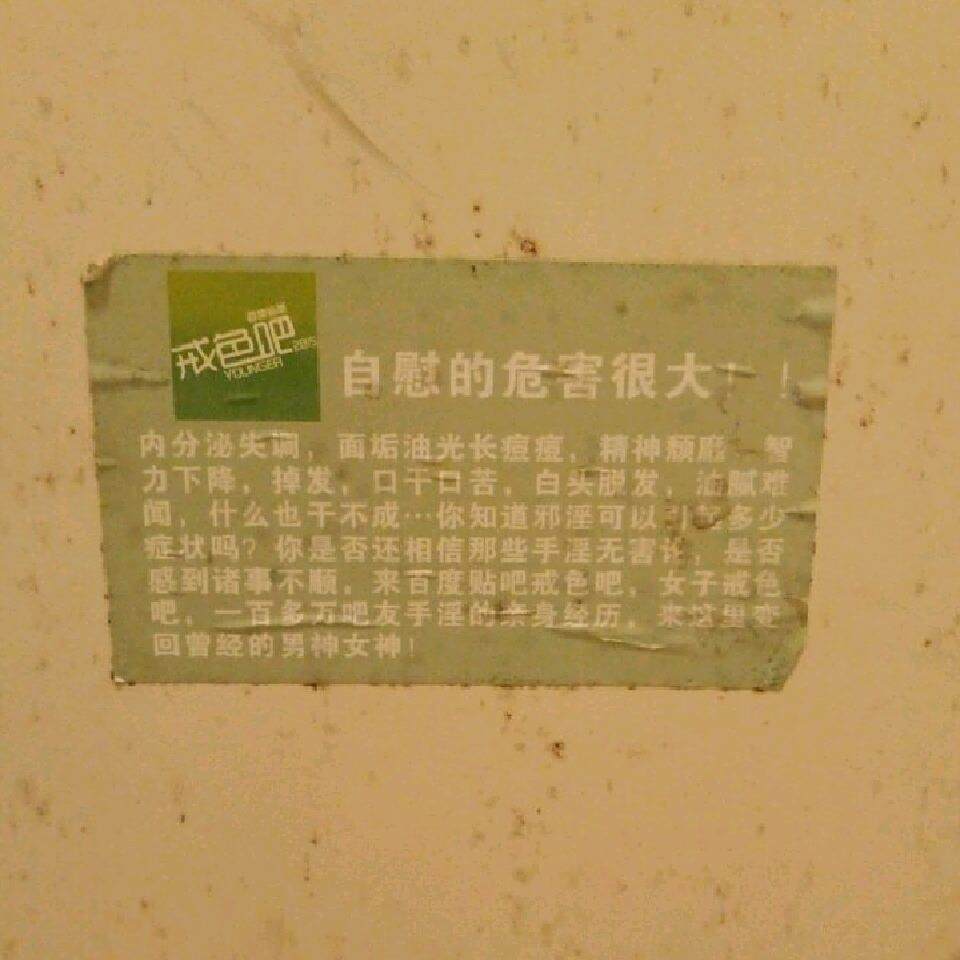 戒色吧
2015
YOUNGER
自慰的危害很大！！
内分泌失调，面垢油光长痘痘，精神颓靡，智
力下降，掉发，口干口苦，白头脱发，油腻难
闻，什么也干不成…你知道邪淫可以引起多少
症状吗？你是否还相信那些手淫无害论，是否
感到诸事不顺，来百度贴吧戒色吧，女子戒色
吧，一百多万吧友手淫的亲身经历，来这里变
回曾经的男神女神！